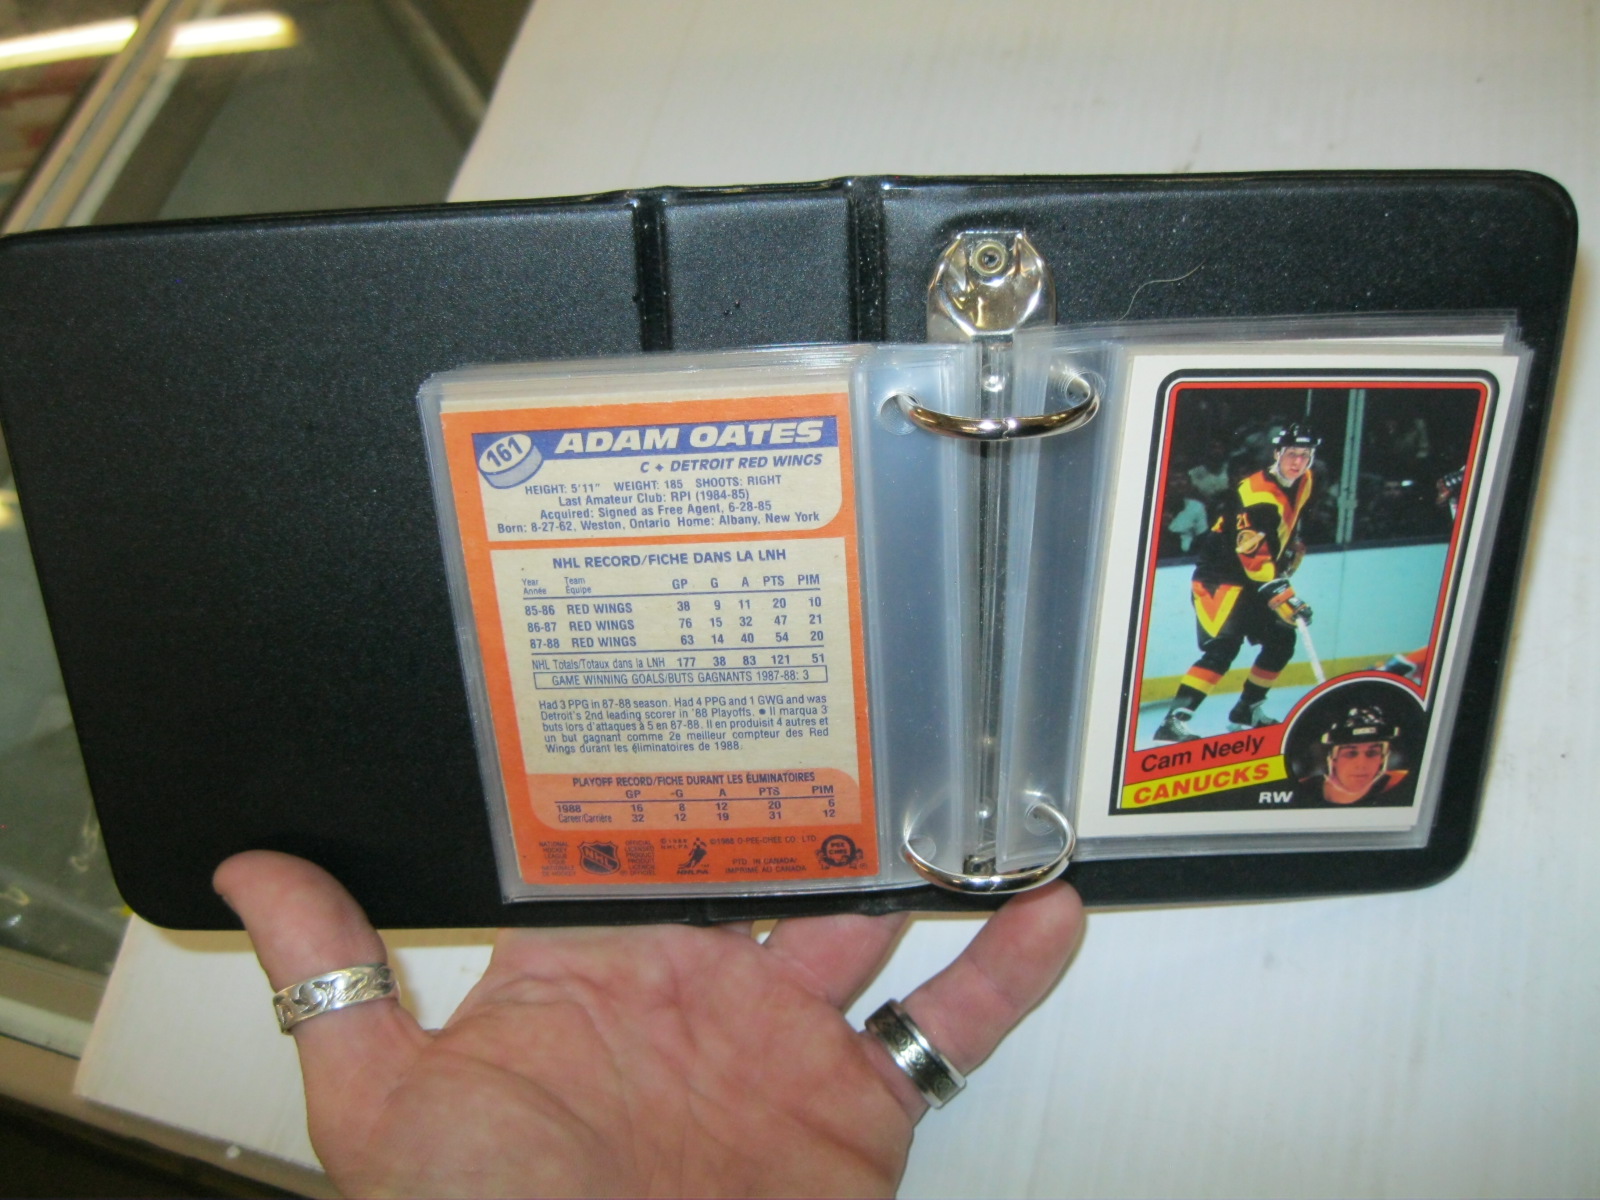 161
ADAM OATES
C ✦ DETROIT RED WINGS
HEIGHT: 5'11" WEIGHT: 185 SHOOTS: RIGHT
Last Amateur Club: RPI (1984-85)
Acquired: Signed as Free Agent, 6-28-85
Born: 8-27-62, Weston, Ontario Home: Albany, New York
NHL RECORD/FICHE DANS LA LNH
Year Team GP G A PTS PIM
Année Équipe
85-86 RED WINGS 38 9 11 20 10
86-87 RED WINGS 76 15 32 47 21
87-88 RED WINGS 63 14 40 54 20
NHL Totals/Totaux dans la LNH 177 38 83 121 51
GAME WINNING GOALS/BUTS GAGNANTS 1987-88: 3
Had 3 PPG in 87-88 season. Had 4 PPG and 1 GWG and was
Detroit's 2nd leading scorer in '88 Playoffs. ● Il marqua 3
buts lors d'attaques à 5 en 87-88. Il en produisit 4 autres et
un but gagnant comme 2e meilleur compteur des Red
Wings durant les éliminatoires de 1988.
PLAYOFF RECORD/FICHE DURANT LES ÉLIMINATOIRES
GP G A PTS PIM
1988 16 8 12 20 6
Career/Carrière 32 12 19 31 12
NHL
©1988 O-PEE-CHEE CO. LTD.
PTD. IN CANADA/
IMPRIMÉ AU CANADA
21
Cam Neely
CANUCKS
RW